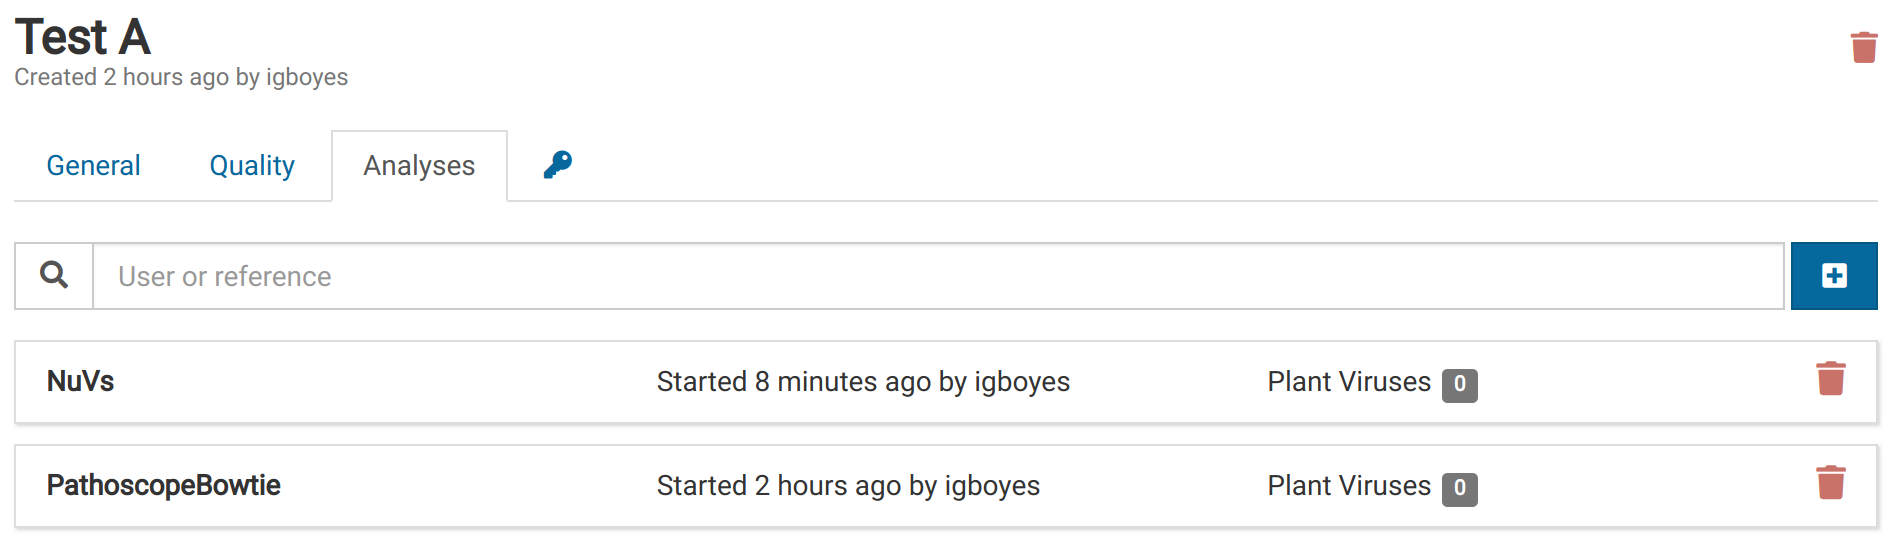 Test A
Created 2 hours ago by igboyes
General Quality Analyses
User or reference
NuVs Started 8 minutes ago by igboyes Plant Viruses 0
PathoscopeBowtie Started 2 hours ago by igboyes Plant Viruses 0